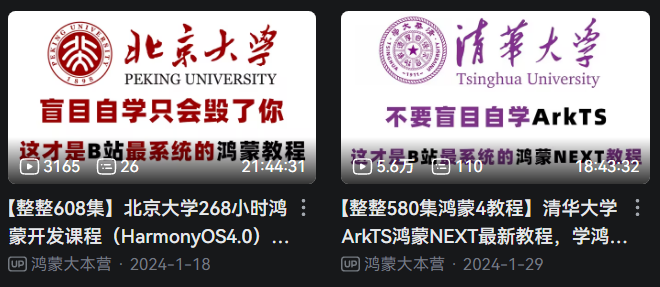 北京大学
PEKING UNIVERSITY
盲目自学只会毁了你
这才是B站最系统的鸿蒙教程
3165
26
21:44:31
【整整608集】北京大学268小时鸿
蒙开发课程（HarmonyOS4.0）...
UP 鸿蒙大本营 · 2024-1-18
清華大学
Tsinghua University
不要盲目自学ArkTS
这才是B站最系统的鸿蒙NEXT教程
5.6万
110
18:43:32
【整整580集鸿蒙4教程】清华大学
ArkTS鸿蒙NEXT最新教程，学鸿...
UP 鸿蒙大本营 · 2024-1-29